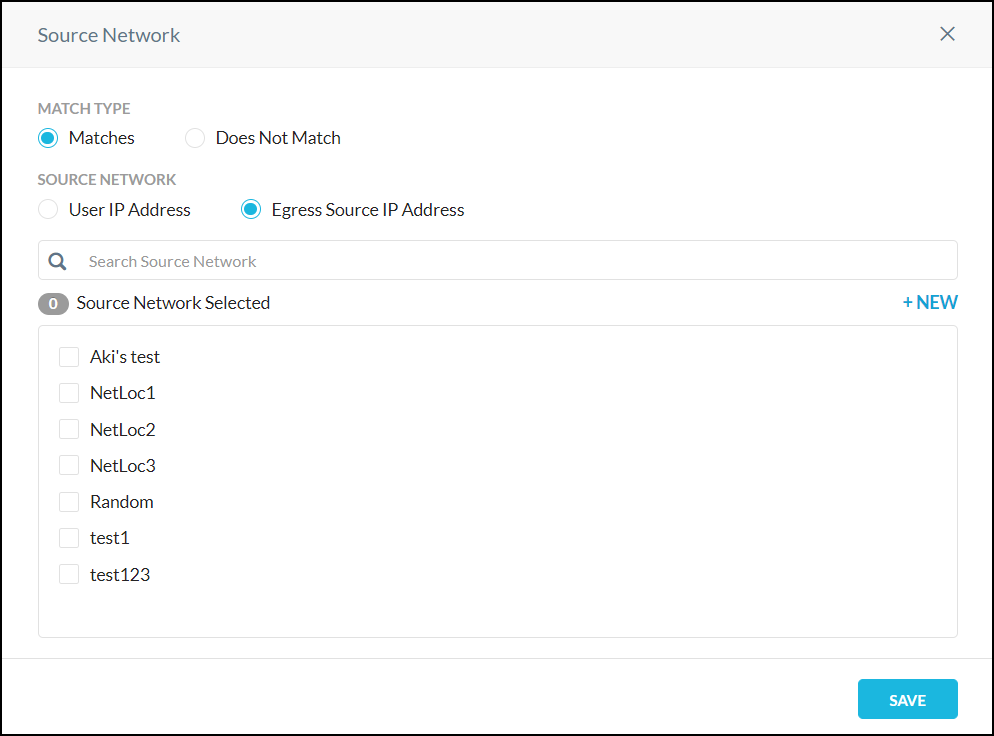 Source Network
MATCH TYPE
Matches Does Not Match
SOURCE NETWORK
User IP Address Egress Source IP Address
Search Source Network
0 Source Network Selected + NEW
Aki's test
NetLoc1
NetLoc2
NetLoc3
Random
test1
test123
SAVE